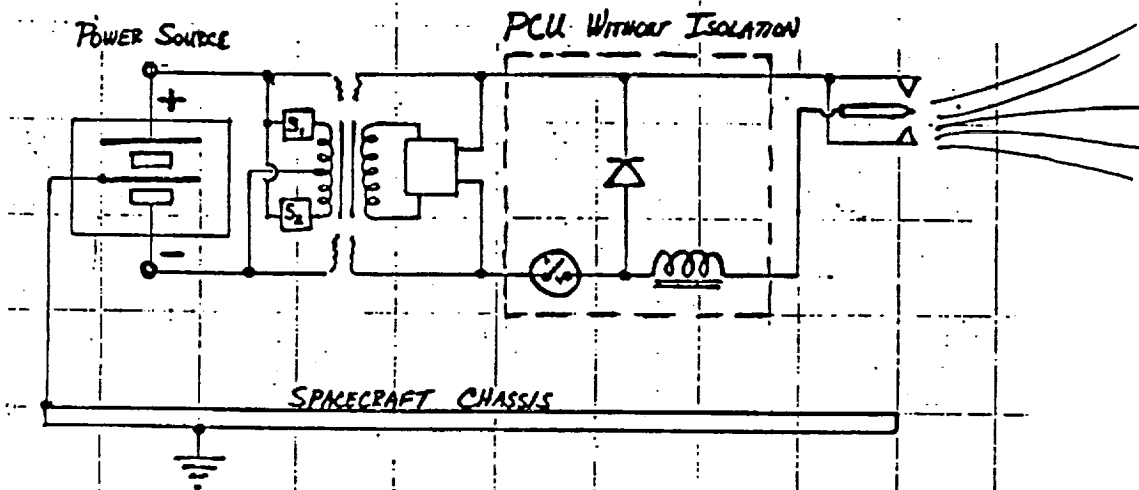 POWER SOURCE
PCU WITHOUT ISOLATION
+
S1
S2
−
SPACECRAFT CHASSIS